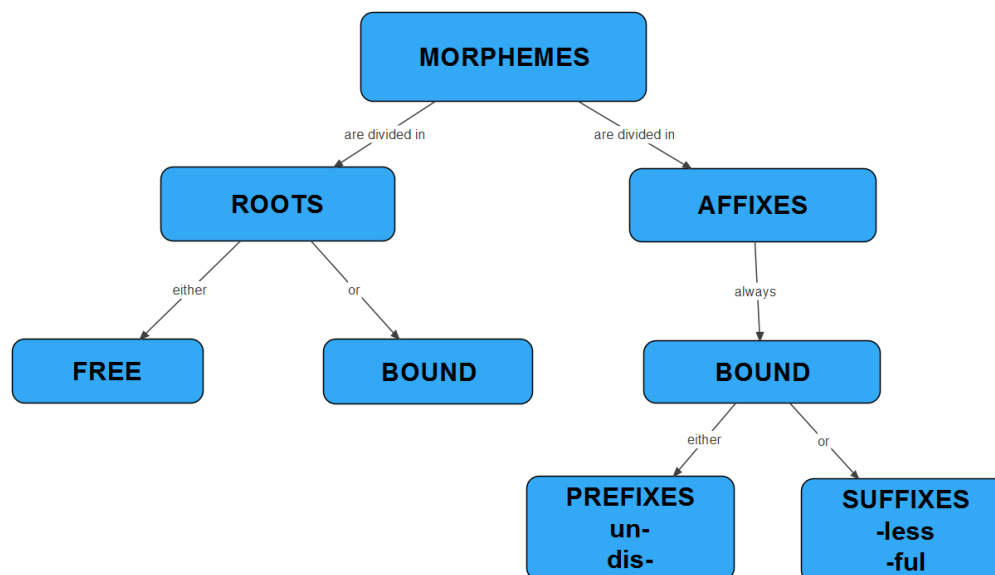 MORPHEMES
are divided in
are divided in
ROOTS
AFFIXES
either
or
always
FREE
BOUND
BOUND
either
or
PREFIXES
un-
dis-
SUFFIXES
-less
-ful